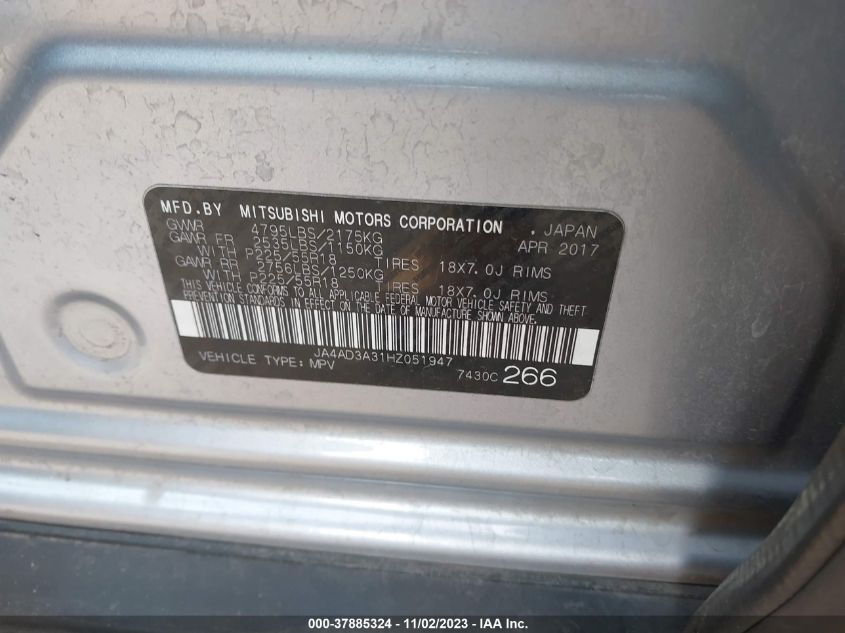 MFD. BY MITSUBISHI MOTORS CORPORATION . JAPAN
GVWR 4795LBS/2175KG APR 2017
GAWR FR 2535LBS/1150KG
WITH P225/55R18 TIRES 18X7.0J RIMS
GAWR RR 2756LBS/1250KG
WITH P225/55R18 TIRES 18X7.0J RIMS
THIS VEHICLE CONFORMS TO ALL APPLICABLE FEDERAL MOTOR VEHICLE SAFETY AND THEFT
PREVENTION STANDARDS IN EFFECT ON THE DATE OF MANUFACTURE SHOWN ABOVE.
JA4AD3A31HZ051947
VEHICLE TYPE: MPV 7430C 266
000-37885324 - 11/02/2023 - IAA Inc.